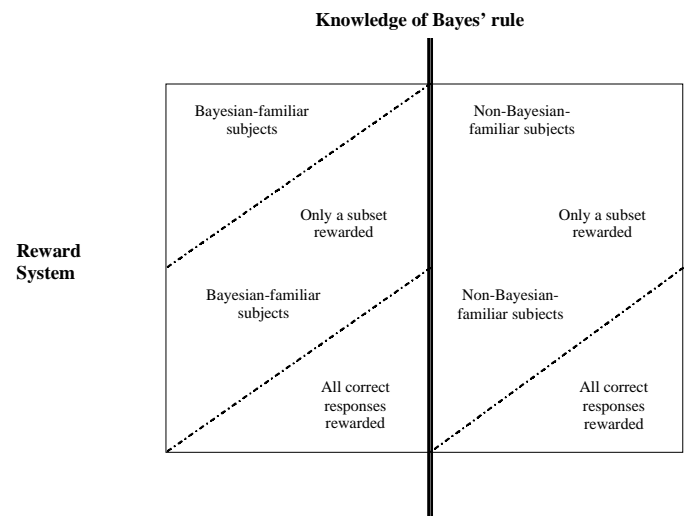 Knowledge of Bayes’ rule
Bayesian-familiar
subjects
Non-Bayesian-
familiar subjects
Only a subset
rewarded
Only a subset
rewarded
Reward
System
Bayesian-familiar
subjects
Non-Bayesian-
familiar subjects
All correct
responses
rewarded
All correct
responses
rewarded